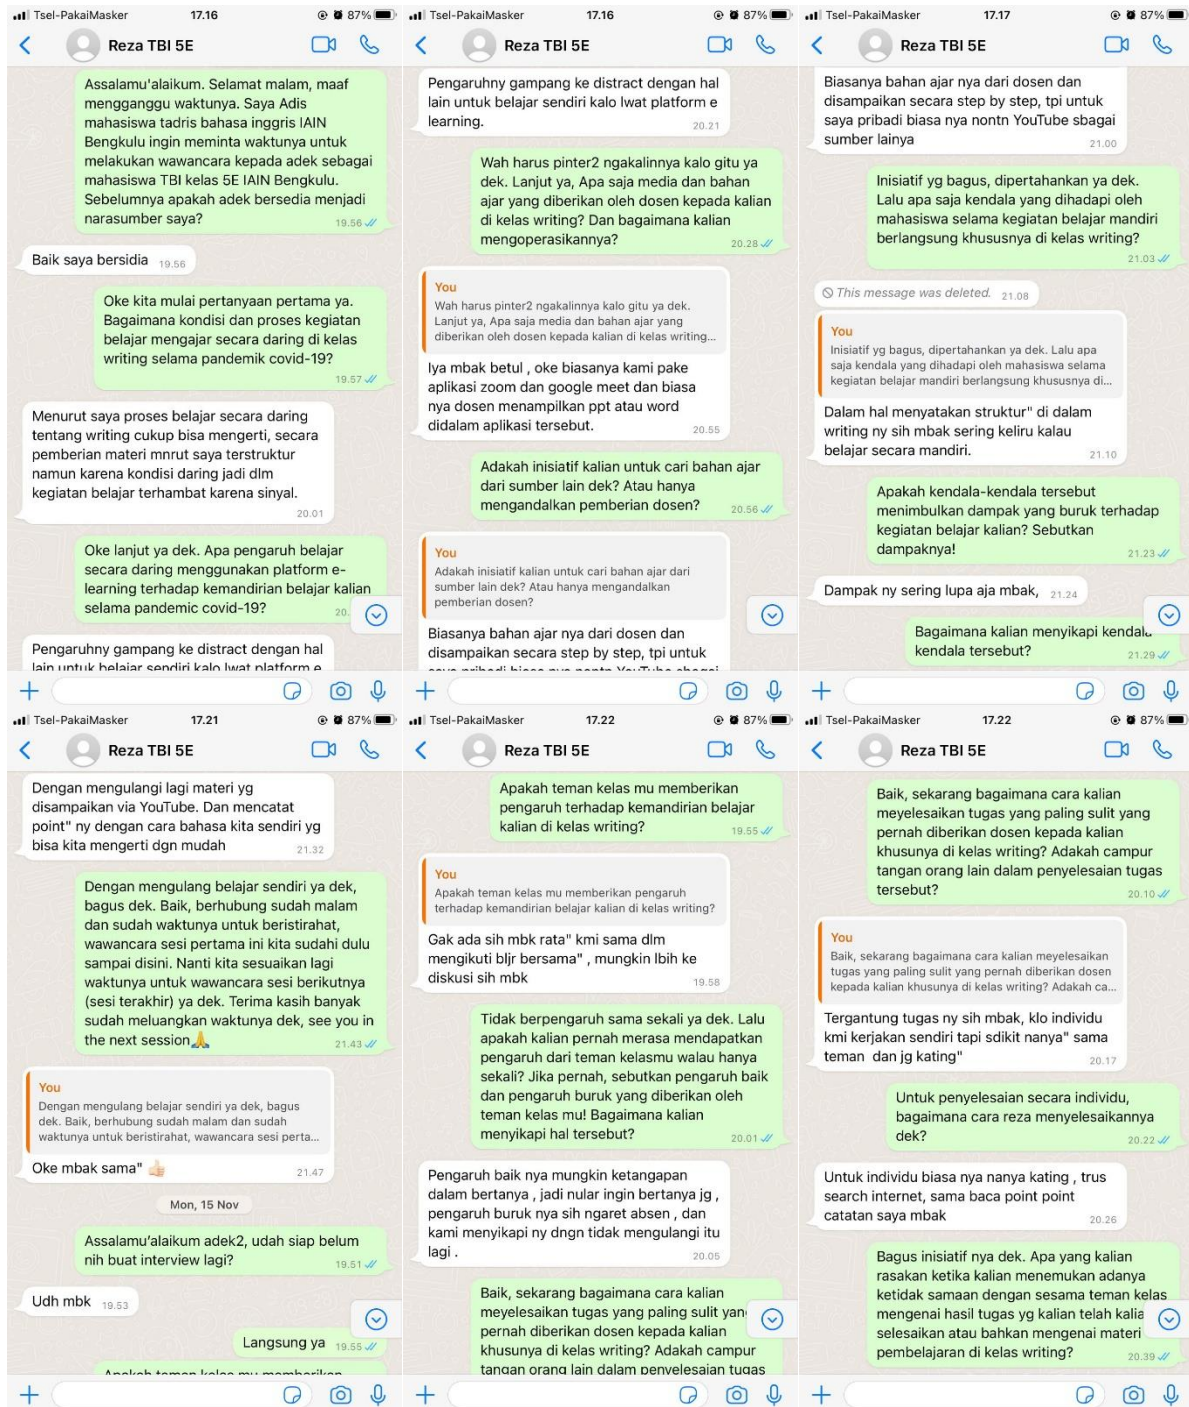 Tsel-PakaiMasker 17.16 87%
Reza TBI 5E
Assalamu'alaikum. Selamat malam, maaf
mengganggu waktunya. Saya Adis
mahasiswa tadris bahasa inggris IAIN
Bengkulu ingin meminta waktunya untuk
melakukan wawancara kepada adek sebagai
mahasiswa TBI kelas 5E IAIN Bengkulu.
Sebelumnya apakah adek bersedia menjadi
narasumber saya?
19.56
Baik saya bersidia 19.56
Oke kita mulai pertanyaan pertama ya.
Bagaimana kondisi dan proses kegiatan
belajar mengajar secara daring di kelas
writing selama pandemik covid-19?
19.57
Menurut saya proses belajar secara daring
tentang writing cukup bisa mengerti, secara
pemberian materi mnrut saya terstruktur
namun karena kondisi daring jadi dlm
kegiatan belajar terhambat karena sinyal.
20.01
Oke lanjut ya dek. Apa pengaruh belajar
secara daring menggunakan platform e-
learning terhadap kemandirian belajar kalian
selama pandemic covid-19? 20.
Pengaruhny gampang ke distract dengan hal
lain untuk belajar sendiri kalo lwat platform e
Tsel-PakaiMasker 17.16 87%
Reza TBI 5E
Pengaruhny gampang ke distract dengan hal
lain untuk belajar sendiri kalo lwat platform e
learning. 20.21
Wah harus pinter2 ngakalinnya kalo gitu ya
dek. Lanjut ya, Apa saja media dan bahan
ajar yang diberikan oleh dosen kepada kalian
di kelas writing? Dan bagaimana kalian
mengoperasikannya? 20.28
You
Wah harus pinter2 ngakalinnya kalo gitu ya dek.
Lanjut ya, Apa saja media dan bahan ajar yang
diberikan oleh dosen kepada kalian di kelas writing...
Iya mbak betul , oke biasanya kami pake
aplikasi zoom dan google meet dan biasa
nya dosen menampilkan ppt atau word
didalam aplikasi tersebut. 20.55
Adakah inisiatif kalian untuk cari bahan ajar
dari sumber lain dek? Atau hanya
mengandalkan pemberian dosen? 20.56
You
Adakah inisiatif kalian untuk cari bahan ajar dari
sumber lain dek? Atau hanya mengandalkan
pemberian dosen?
Biasanya bahan ajar nya dari dosen dan
disampaikan secara step by step, tpi untuk
saya pribadi biasa nya nontn YouTube sbagai
Tsel-PakaiMasker 17.17 87%
Reza TBI 5E
Biasanya bahan ajar nya dari dosen dan
disampaikan secara step by step, tpi untuk
saya pribadi biasa nya nontn YouTube sbagai
sumber lainya 21.00
Inisiatif yg bagus, dipertahankan ya dek.
Lalu apa saja kendala yang dihadapi oleh
mahasiswa selama kegiatan belajar mandiri
berlangsung khususnya di kelas writing?
21.03
This message was deleted. 21.08
You
Inisiatif yg bagus, dipertahankan ya dek. Lalu apa
saja kendala yang dihadapi oleh mahasiswa selama
kegiatan belajar mandiri berlangsung khususnya di...
Dalam hal menyatakan struktur" di dalam
writing ny sih mbak sering keliru kalau
belajar secara mandiri. 21.10
Apakah kendala-kendala tersebut
menimbulkan dampak yang buruk terhadap
kegiatan belajar kalian? Sebutkan
dampaknya! 21.23
Dampak ny sering lupa aja mbak, 21.24
Bagaimana kalian menyikapi kendala
kendala tersebut? 21.29
Tsel-PakaiMasker 17.21 87%
Reza TBI 5E
Dengan mengulangi lagi materi yg
disampaikan via YouTube. Dan mencatat
point" ny dengan cara bahasa kita sendiri yg
bisa kita mengerti dgn mudah 21.32
Dengan mengulang belajar sendiri ya dek,
bagus dek. Baik, berhubung sudah malam
dan sudah waktunya untuk beristirahat,
wawancara sesi pertama ini kita sudahi dulu
sampai disini. Nanti kita sesuaikan lagi
waktunya untuk wawancara sesi berikutnya
(sesi terakhir) ya dek. Terima kasih banyak
sudah meluangkan waktunya dek, see you in
the next session🙏 21.43
You
Dengan mengulang belajar sendiri ya dek, bagus
dek. Baik, berhubung sudah malam dan sudah
waktunya untuk beristirahat, wawancara sesi perta...
Oke mbak sama" 👍🏻 21.47
Mon, 15 Nov
Assalamu'alaikum adek2, udah siap belum
nih buat interview lagi? 19.51
Udh mbk 19.53
Langsung ya 19.55
Apakah teman kelas mu memberikan
Tsel-PakaiMasker 17.22 87%
Reza TBI 5E
Apakah teman kelas mu memberikan
pengaruh terhadap kemandirian belajar
kalian di kelas writing? 19.55
You
Apakah teman kelas mu memberikan pengaruh
terhadap kemandirian belajar kalian di kelas writing?
Gak ada sih mbk rata" kmi sama dlm
mengikuti bljr bersama" , mungkin lbih ke
diskusi sih mbk 19.58
Tidak berpengaruh sama sekali ya dek. Lalu
apakah kalian pernah merasa mendapatkan
pengaruh dari teman kelasmu walau hanya
sekali? Jika pernah, sebutkan pengaruh baik
dan pengaruh buruk yang diberikan oleh
teman kelas mu! Bagaimana kalian
menyikapi hal tersebut? 20.01
Pengaruh baik nya mungkin ketangapan
dalam bertanya , jadi nular ingin bertanya jg ,
pengaruh buruk nya sih ngaret absen , dan
kami menyikapi ny dngn tidak mengulangi itu
lagi . 20.05
Baik, sekarang bagaimana cara kalian
meyelesaikan tugas yang paling sulit yang
pernah diberikan dosen kepada kalian
khusunya di kelas writing? Adakah campur
tangan orang lain dalam penyelesaian tugas
Tsel-PakaiMasker 17.22 87%
Reza TBI 5E
Baik, sekarang bagaimana cara kalian
meyelesaikan tugas yang paling sulit yang
pernah diberikan dosen kepada kalian
khusunya di kelas writing? Adakah campur
tangan orang lain dalam penyelesaian tugas
tersebut? 20.10
You
Baik, sekarang bagaimana cara kalian meyelesaikan
tugas yang paling sulit yang pernah diberikan dosen
kepada kalian khusunya di kelas writing? Adakah ca...
Tergantung tugas ny sih mbak, klo individu
kmi kerjakan sendiri tapi sdikit nanya" sama
teman dan jg kating" 20.17
Untuk penyelesaian secara individu,
bagaimana cara reza menyelesaikannya
dek? 20.22
Untuk individu biasa nya nanya kating , trus
search internet, sama baca point point
catatan saya mbak 20.26
Bagus inisiatif nya dek. Apa yang kalian
rasakan ketika kalian menemukan adanya
ketidak samaan dengan sesama teman kelas
mengenai hasil tugas yg kalian telah kalia
selesaikan atau bahkan mengenai materi
pembelajaran di kelas writing? 20.39